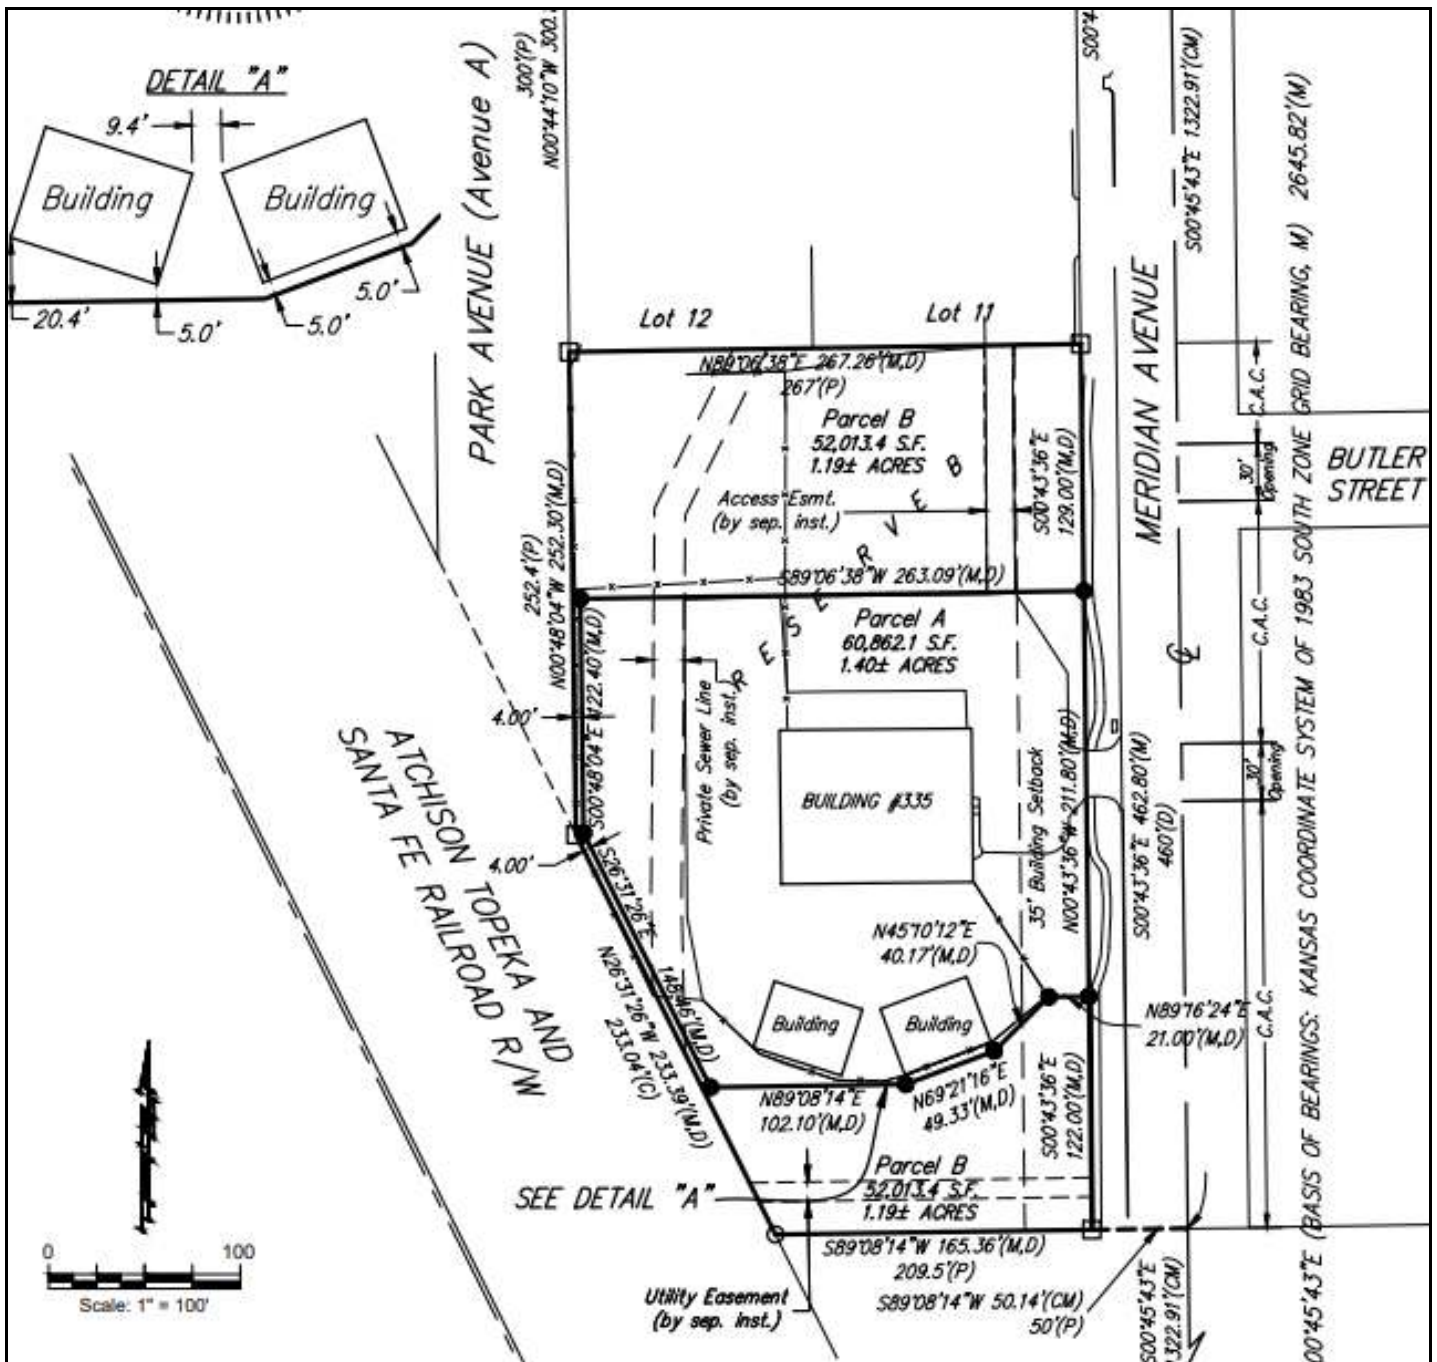 DETAIL "A"
9.4'
Building
Building
20.4'
5.0'
5.0'
5.0'
PARK AVENUE (Avenue A)
300'(P)
N00°44'10"W 300.
S00°4
S00°45'43"E 1322.91'(CM)
Lot 12
Lot 11
N89°06'38"E 267.26'(M,D)
267'(P)
Parcel B
52,013.4 S.F.
1.19± ACRES
Access Esmt.
(by sep. inst.)
S00°43'36"E
129.00'(M,D)
RESERVE B
MERIDIAN AVENUE
C.A.C.
30'
Opening
BUTLER
STREET
252.4'(P)
N00°48'04"W 252.30'(M,D)
S89°06'38"W 263.09'(M,D)
Parcel A
60,862.1 S.F.
1.40± ACRES
S00°48'04"E 122.40'(M,D)
4.00'
Private Sewer Line
(by sep. inst.)
C.A.C.
℄
30'
Opening
BUILDING #335
35' Building Setback
N00°43'36"W 211.80'(M,D)
S00°43'36"E 462.80'(M)
460'(D)
4.00'
ATCHISON TOPEKA AND
SANTA FE RAILROAD R/W
S26°31'26"E
148.46'(M,D)
N26°31'26"W 233.39'(M,D)
233.04'(C)
N45°10'12"E
40.17'(M,D)
Building
Building
N89°16'24"E
21.00'(M,D)
C.A.C.
N89°08'14"E
102.10'(M,D)
N69°21'16"E
49.33'(M,D)
S00°43'36"E
122.00'(M,D)
SEE DETAIL "A"
Parcel B
52,013.4 S.F.
1.19± ACRES
S89°08'14"W 165.36'(M,D)
209.5'(P)
Utility Easement
(by sep. inst.)
S89°08'14"W 50.14'(CM)
50'(P)
S00°45'43"E
1322.91'(CM)
00°45'43"E (BASIS OF BEARINGS: KANSAS COORDINATE SYSTEM OF 1983 SOUTH ZONE GRID BEARING, M) 2645.82'(M)
0 100
Scale: 1" = 100'